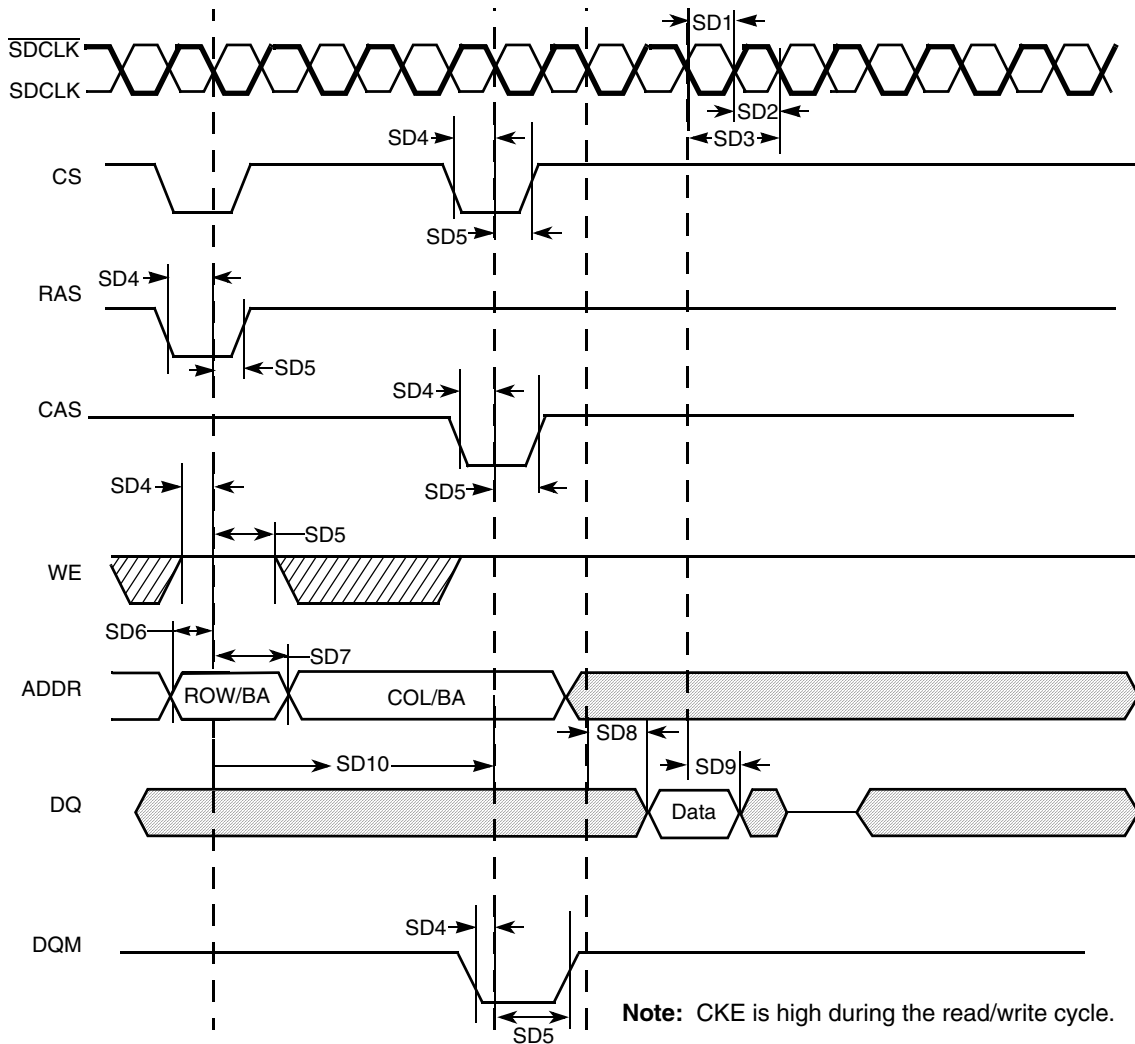 SDCLK
SD1
SDCLK
SD2
SD4
SD3
CS
SD5
SD4
RAS
SD5
SD4
CAS
SD4
SD5
SD5
WE
SD6
SD7
ADDR
ROW/BA
COL/BA
SD8
SD10
SD9
DQ
Data
SD4
DQM
Note: CKE is high during the read/write cycle.
SD5